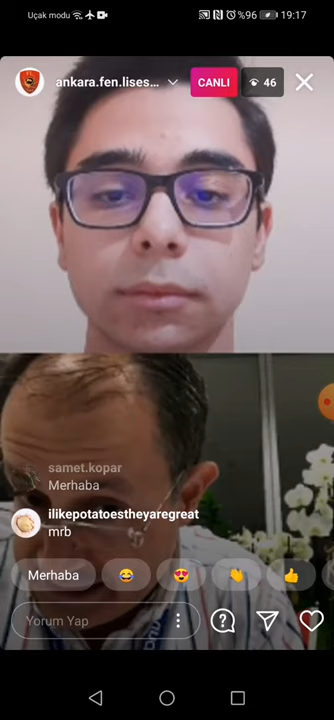 Uçak modu
%96
19:17
ankara.fen.lises...
CANLI
46
samet.kopar
Merhaba
ilikepotatoestheyaregreat
mrb
Merhaba
Yorum Yap